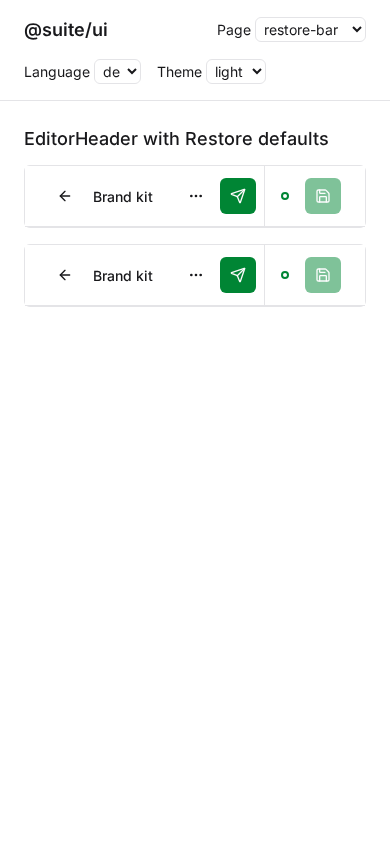 @suite/ui
Page restore-bar
Language de Theme light
EditorHeader with Restore defaults
Brand kit
Brand kit